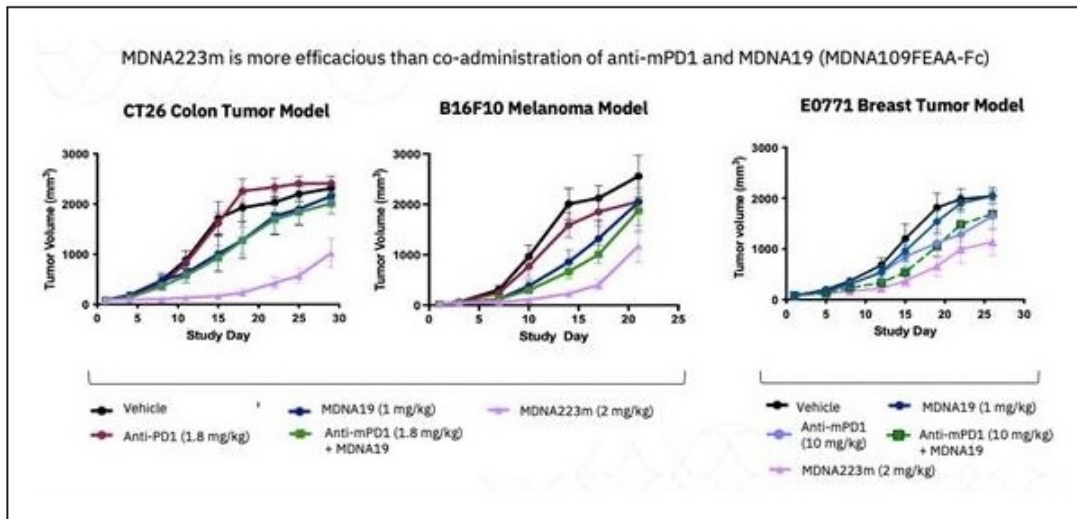 MDNA223m is more efficacious than co-administration of anti-mPD1 and MDNA19 (MDNA109FEAA-Fc)
CT26 Colon Tumor Model
Tumor Volume (mm³)
3000
2000
1000
0
0 5 10 15 20 25 30
Study Day
B16F10 Melanoma Model
Tumor Volume (mm³)
3000
2000
1000
0
0 5 10 15 20 25
Study Day
E0771 Breast Tumor Model
Tumor volume (mm³)
3000
2000
1000
0
0 5 10 15 20 25 30
Study Day
Vehicle
MDNA19 (1 mg/kg)
MDNA223m (2 mg/kg)
Anti-PD1 (1.8 mg/kg)
Anti-mPD1 (1.8 mg/kg)
+ MDNA19
Vehicle
MDNA19 (1 mg/kg)
Anti-mPD1
(10 mg/kg)
Anti-mPD1 (10 mg/kg)
+ MDNA19
MDNA223m (2 mg/kg)